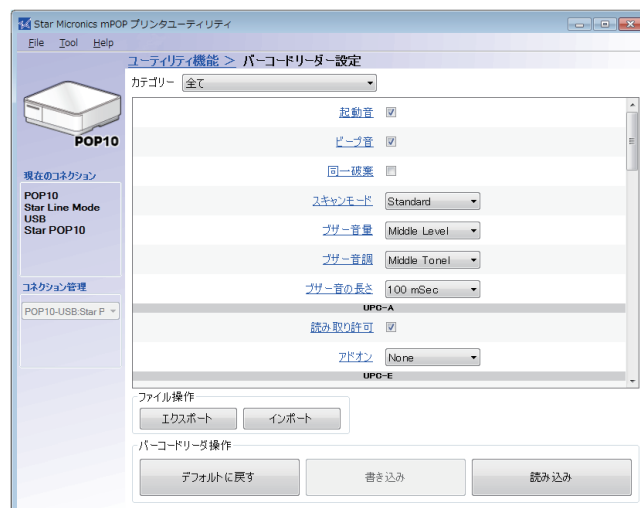 Star Micronics mPOP プリンタユーティリティ
File Tool Help
ユーティリティ機能 > バーコードリーダー設定
カテゴリー 全て
POP10
現在のコネクション
POP10
Star Line Mode
USB
Star POP10
コネクション管理
POP10-USB:Star P
起動音
ビープ音
同一破棄
スキャンモード Standard
ブザー音量 Middle Level
ブザー音調 Middle Tonel
ブザー音の長さ 100 mSec
UPC-A
読み取り許可
アドオン None
UPC-E
ファイル操作
エクスポート インポート
バーコードリーダ操作
デフォルトに戻す 書き込み 読み込み